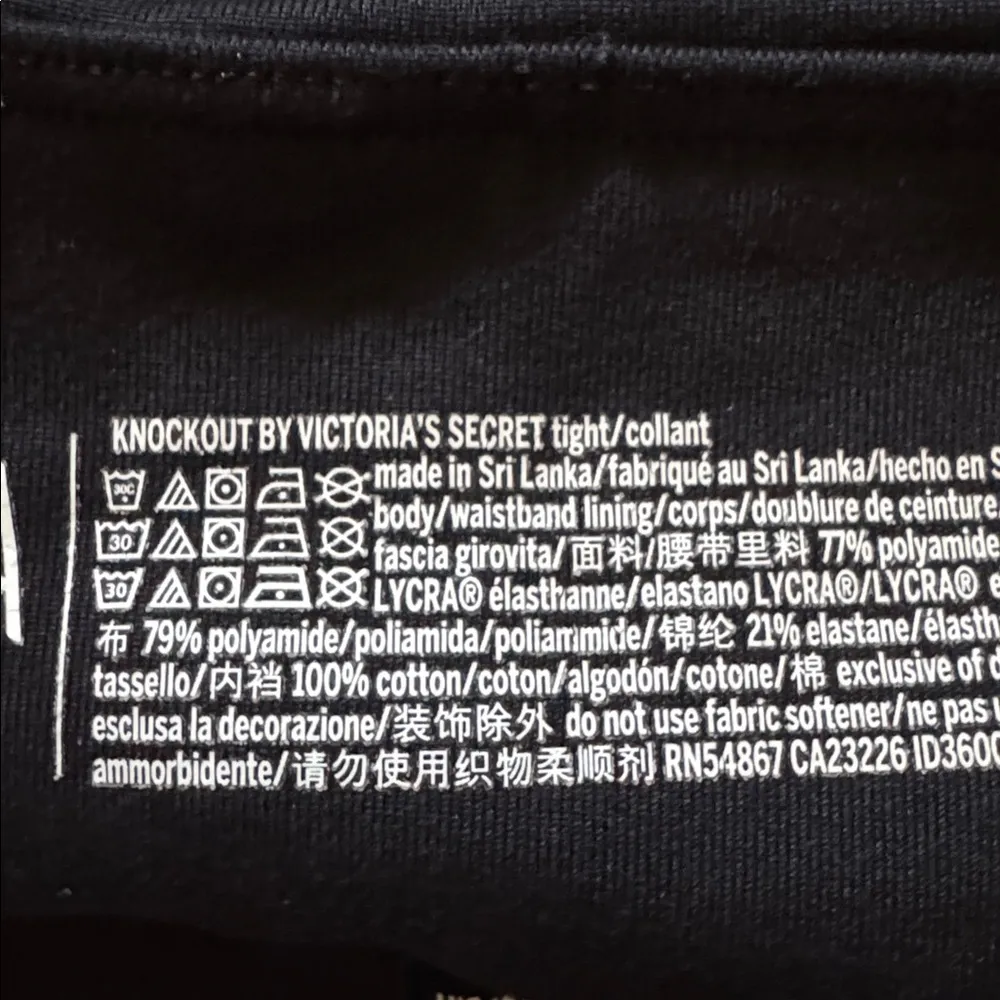 KNOCKOUT BY VICTORIA'S SECRET tight/collant
30C made in Sri Lanka/fabriqué au Sri Lanka/hecho en S
30 body/waistband lining/corps/doublure de ceinture
fascia girovita/面料/腰带里料 77% polyamide
30 LYCRA® élasthanne/elastano LYCRA®/LYCRA®
布 79% polyamide/poliamida/poliammide/锦纶 21% elastane/élasth
tassello/内裆 100% cotton/coton/algodón/cotone/棉 exclusive of d
esclusa la decorazione/装饰除外 do not use fabric softener/ne pas
ammorbidente/请勿使用织物柔顺剂 RN54867 CA23226 ID3600